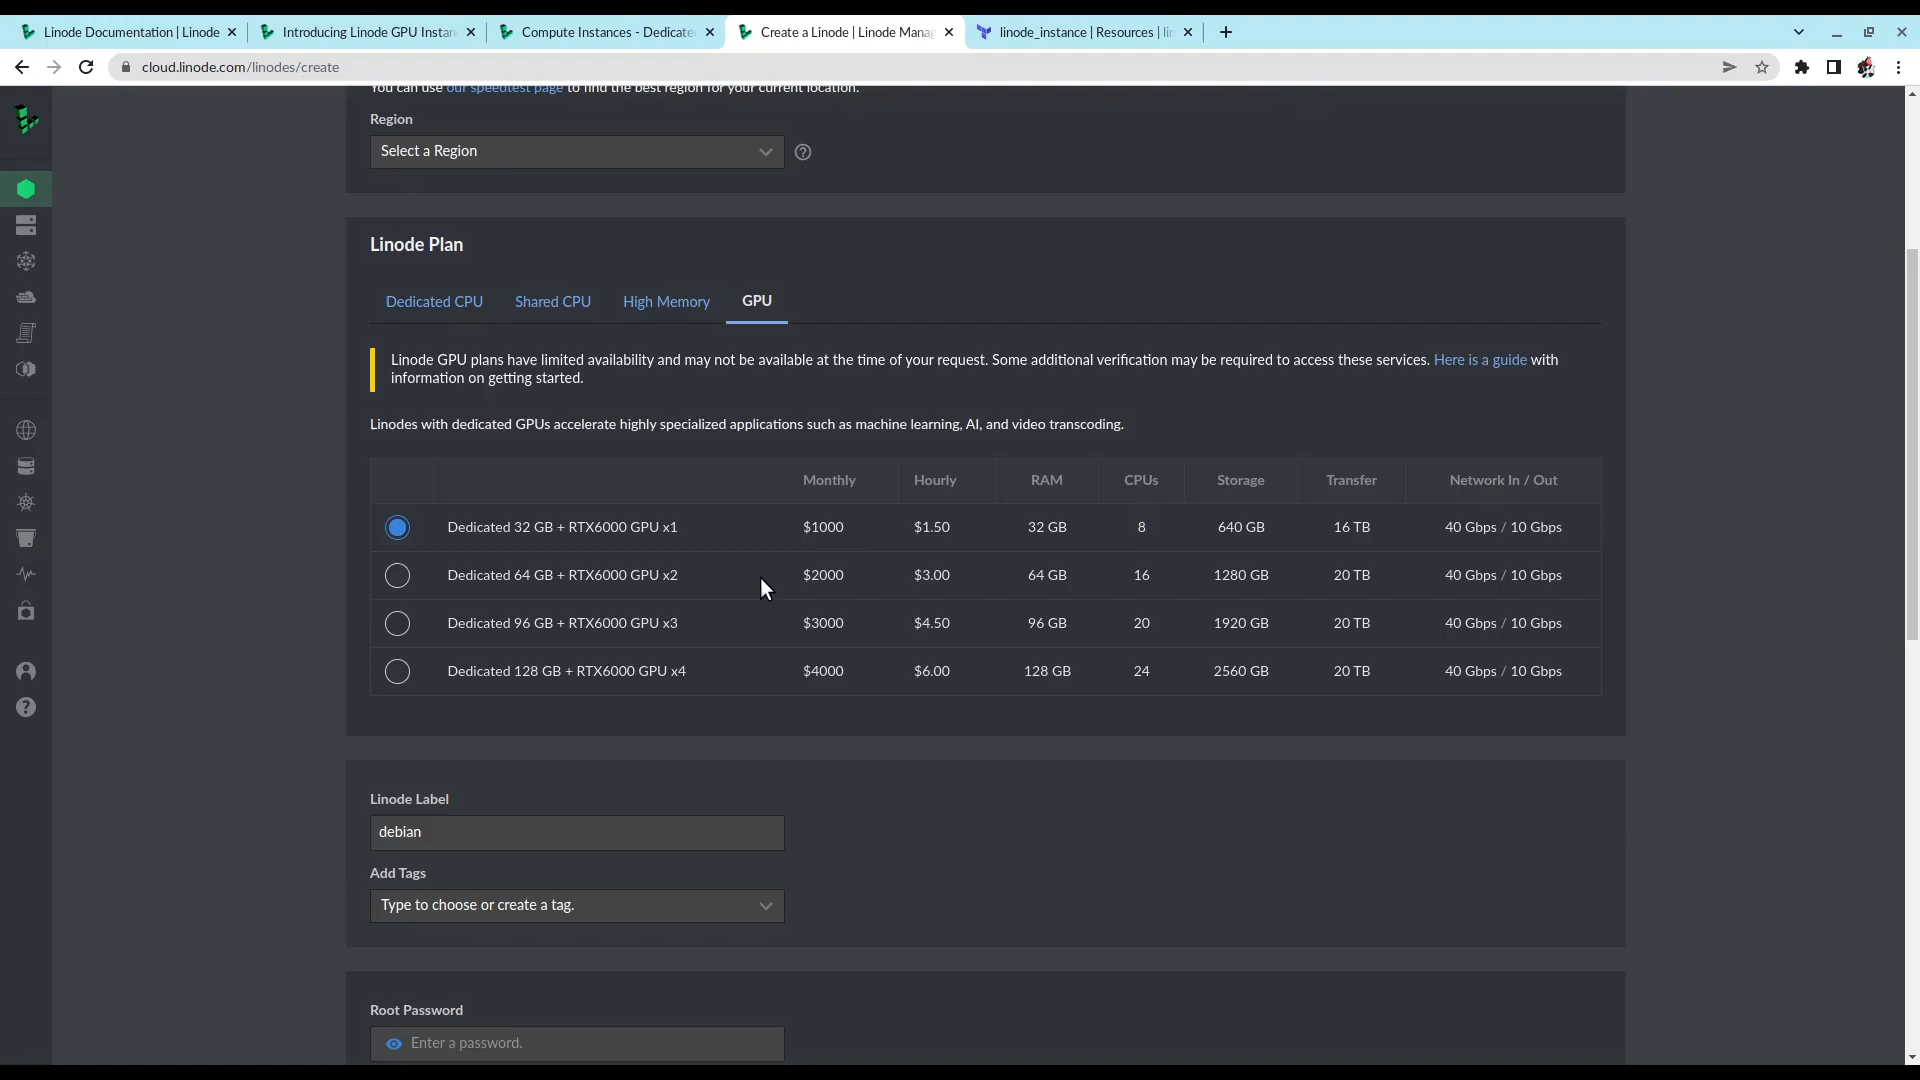 Linode Documentation | Linode
Introducing Linode GPU Instan
Compute Instances - Dedicate
Create a Linode | Linode Manag
linode_instance | Resources | lin
cloud.linode.com/linodes/create
You can use our speedtest page to find the best region for your current location.
Region
Select a Region
Linode Plan
Dedicated CPU Shared CPU High Memory GPU
Linode GPU plans have limited availability and may not be available at the time of your request. Some additional verification may be required to access these services. Here is a guide with
information on getting started.
Linodes with dedicated GPUs accelerate highly specialized applications such as machine learning, AI, and video transcoding.
Monthly Hourly RAM CPUs Storage Transfer Network In / Out
Dedicated 32 GB + RTX6000 GPU x1 $1000 $1.50 32 GB 8 640 GB 16 TB 40 Gbps / 10 Gbps
Dedicated 64 GB + RTX6000 GPU x2 $2000 $3.00 64 GB 16 1280 GB 20 TB 40 Gbps / 10 Gbps
Dedicated 96 GB + RTX6000 GPU x3 $3000 $4.50 96 GB 20 1920 GB 20 TB 40 Gbps / 10 Gbps
Dedicated 128 GB + RTX6000 GPU x4 $4000 $6.00 128 GB 24 2560 GB 20 TB 40 Gbps / 10 Gbps
Linode Label
debian
Add Tags
Type to choose or create a tag.
Root Password
Enter a password.